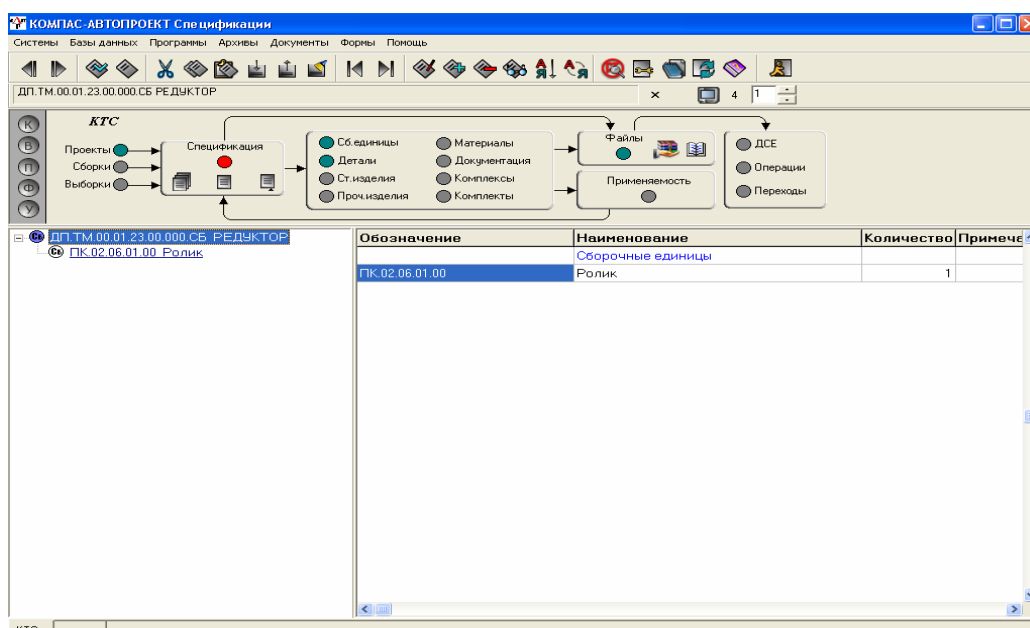 КОМПАС-АВТОПРОЕКТ Спецификации
Системы Базы данных Программы Архивы Документы Формы Помощь
ДП.ТМ.00.01.23.00.000.СБ РЕДУКТОР × 4 1
К
В
П
Ф
У
КТС
Проекты
Сборки
Выборки
Спецификация
Сб.единицы
Детали
Ст.изделия
Проч.изделия
Материалы
Документация
Комплексы
Комплекты
Файлы
Применяемость
ДСЕ
Операции
Переходы
ДП.ТМ.00.01.23.00.000.СБ РЕДУКТОР
ПК.02.06.01.00 Ролик
Обозначение Наименование Количество Примеча
Сборочные единицы
ПК.02.06.01.00 Ролик 1